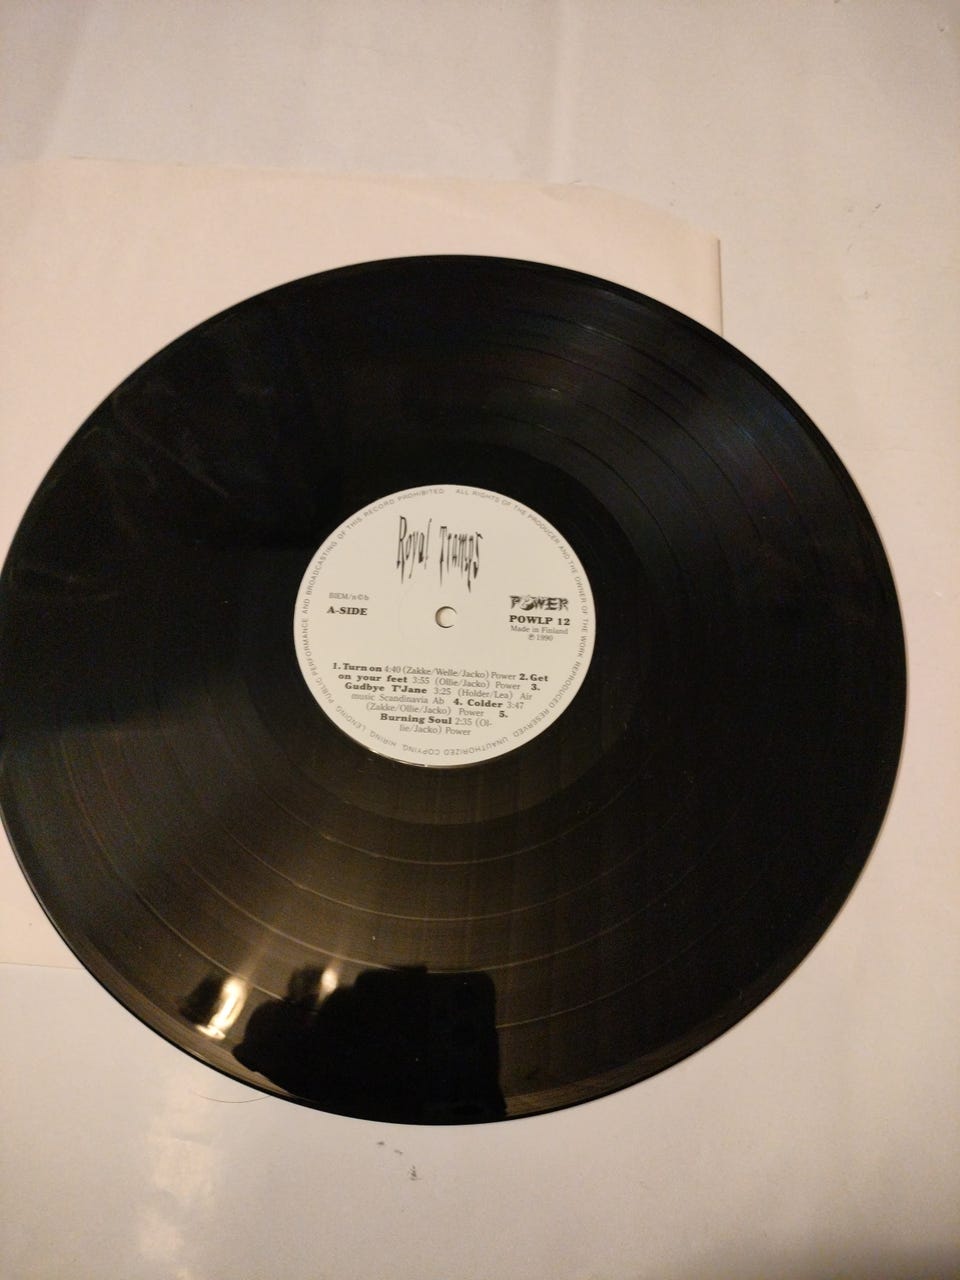 ALL RIGHTS OF THE PRODUCER AND THE OWNER OF THE WORK REPRODUCED RESERVED. UNAUTHORIZED COPYING, HIRING, LENDING, PUBLIC PERFORMANCE AND BROADCASTING OF THIS RECORD PROHIBITED
Royal Tramps
BIEM/n©b
A-SIDE
POWER
POWLP 12
Made in Finland
℗ 1990
1. Turn on 4:40 (Zakke/Welle/Jacko) Power 2. Get
on your feet 3:55 (Ollie/Jacko) Power 3.
Gudbye T'Jane 3:25 (Holder/Lea) Air
music Scandinavia Ab 4. Colder 3:47
(Zakke/Ollie/Jacko) Power 5.
Burning Soul 2:35 (Ol-
lie/Jacko) Power